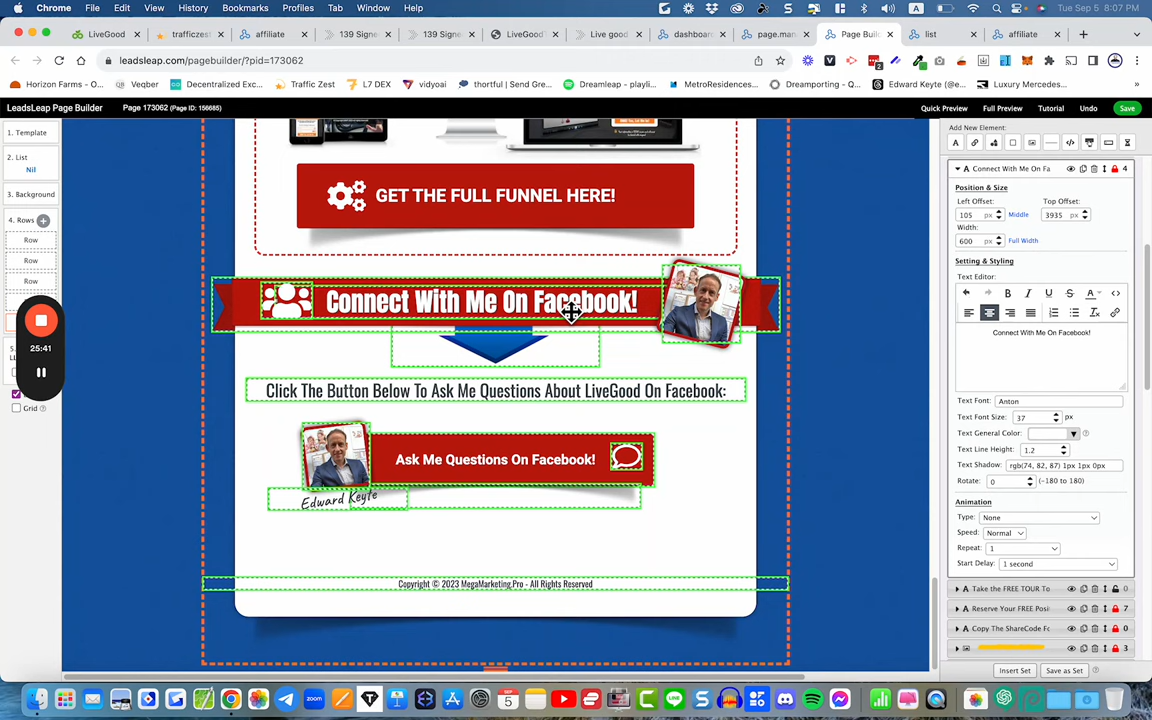 Chrome File Edit View History Bookmarks Profiles Tab Window Help
Tue Sep 5 8:07 PM
LiveGood
trafficzest
affiliate
139 Signe
139 Signe
LiveGood
Live good
dashboar
page.man
Page Buil
list
affiliate
leadsleap.com/pagebuilder/?pid=173062
Horizon Farms - E...
Veqber
Decentralized Exc...
Traffic Zest
L7 DEX
vidyoai
thortful | Send Gre...
Dreamleap - playli...
MetroResidences -...
Dreamporting - Q...
Edward Keyte (@e...
Luxury Mercedes...
LeadsLeap Page Builder
Page 173062 (Page ID: 156685)
Quick Preview
Full Preview
Tutorial
Undo
Save
1. Template
2. List
Nil
3. Background
4. Rows
Row
Row
Row
25:41
Grid
GET THE FULL FUNNEL HERE!
Connect With Me On Facebook!
Click The Button Below To Ask Me Questions About LiveGood On Facebook:
Ask Me Questions On Facebook!
Edward Keyte
Copyright © 2023 MegaMarketing.Pro - All Rights Reserved
Add New Element:
Connect With Me On Fa
4
Position & Size
Left Offset:
Top Offset:
105 px
Middle
3935 px
Width:
600 px
Full Width
Setting & Styling
Text Editor:
Connect With Me On Facebook!
Text Font: Anton
Text Font Size: 37 px
Text General Color:
Text Line Height: 1.2
Text Shadow: rgb(74, 82, 87) 1px 1px 0px
Rotate: 0 (-180 to 180)
Animation
Type: None
Speed: Normal
Repeat: 1
Start Delay: 1 second
Take the FREE TOUR To
0
Reserve Your FREE Posi
7
Copy The ShareCode Fo
0
3
Insert Set
Save as Set